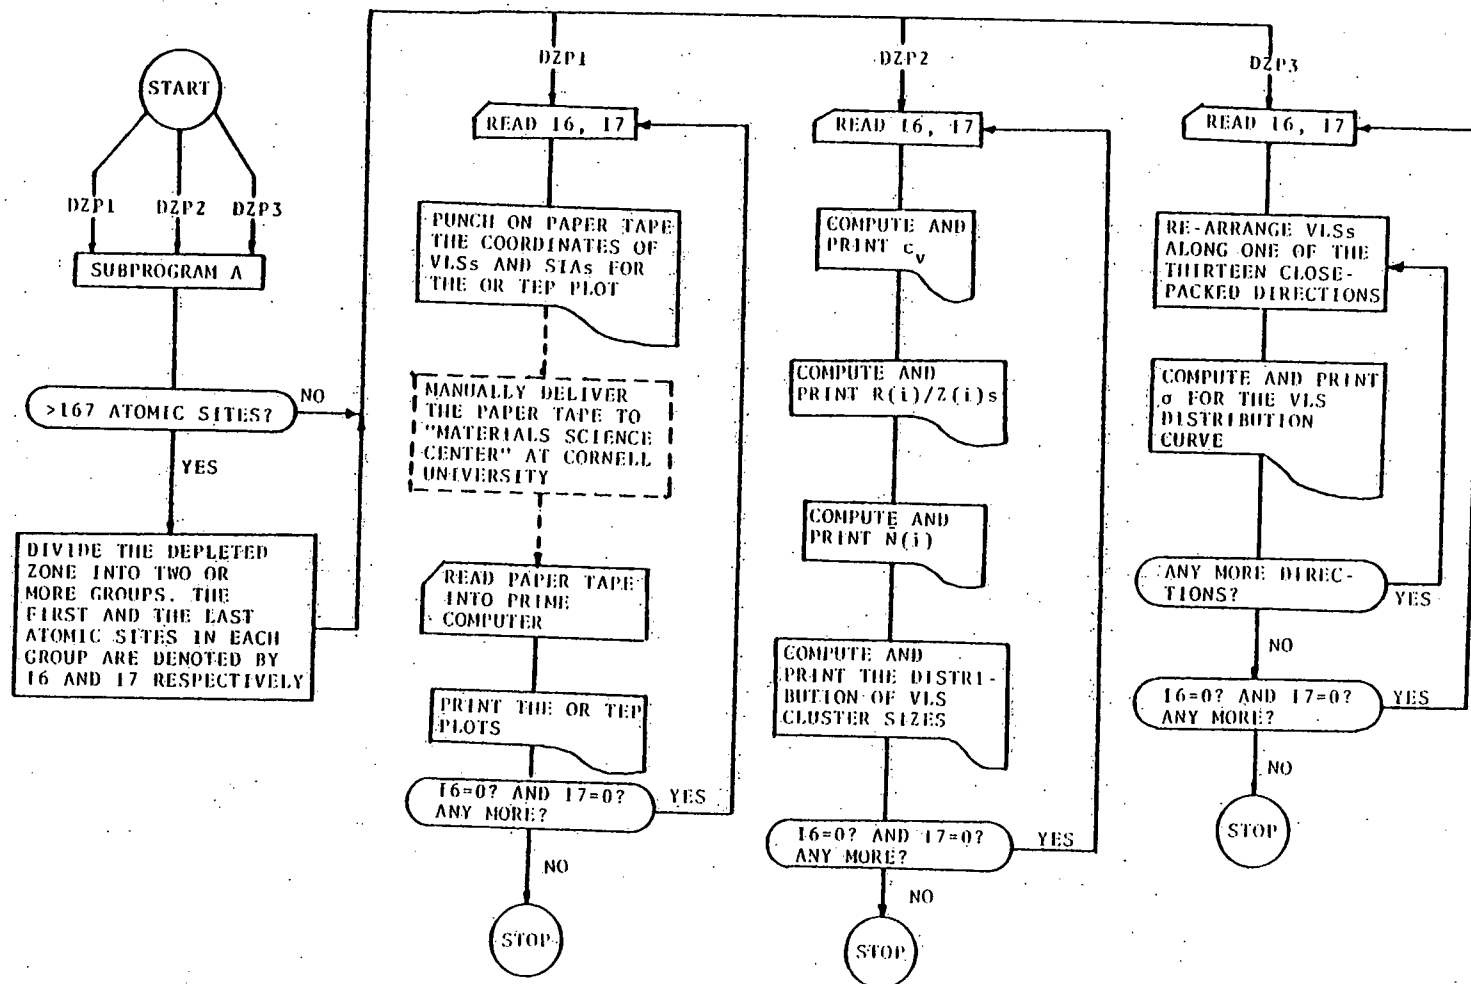 START
DZP1
DZP2
DZP3
SUBPROGRAM A
>167 ATOMIC SITES?
NO
YES
DIVIDE THE DEPLETED
ZONE INTO TWO OR
MORE GROUPS. THE
FIRST AND THE LAST
ATOMIC SITES IN EACH
GROUP ARE DENOTED BY
I6 AND I7 RESPECTIVELY
DZP1
READ I6, I7
PUNCH ON PAPER TAPE
THE COORDINATES OF
VLSs AND SIAs FOR
THE OR TEP PLOT
MANUALLY DELIVER
THE PAPER TAPE TO
"MATERIALS SCIENCE
CENTER" AT CORNELL
UNIVERSITY
READ PAPER TAPE
INTO PRIME
COMPUTER
PRINT THE OR TEP
PLOTS
I6=0? AND I7=0?
ANY MORE?
YES
NO
STOP
DZP2
READ I6, I7
COMPUTE AND
PRINT c_v
COMPUTE AND
PRINT R(i)/Z(i)s
COMPUTE AND
PRINT N̄(i)
COMPUTE AND
PRINT THE DISTRI-
BUTION OF VLS
CLUSTER SIZES
I6=0? AND I7=0?
ANY MORE?
YES
NO
STOP
DZP3
READ I6, I7
RE-ARRANGE VLSs
ALONG ONE OF THE
THIRTEEN CLOSE-
PACKED DIRECTIONS
COMPUTE AND PRINT
σ FOR THE VLS
DISTRIBUTION
CURVE
ANY MORE DIREC-
TIONS?
YES
NO
I6=0? AND I7=0?
ANY MORE?
YES
NO
STOP